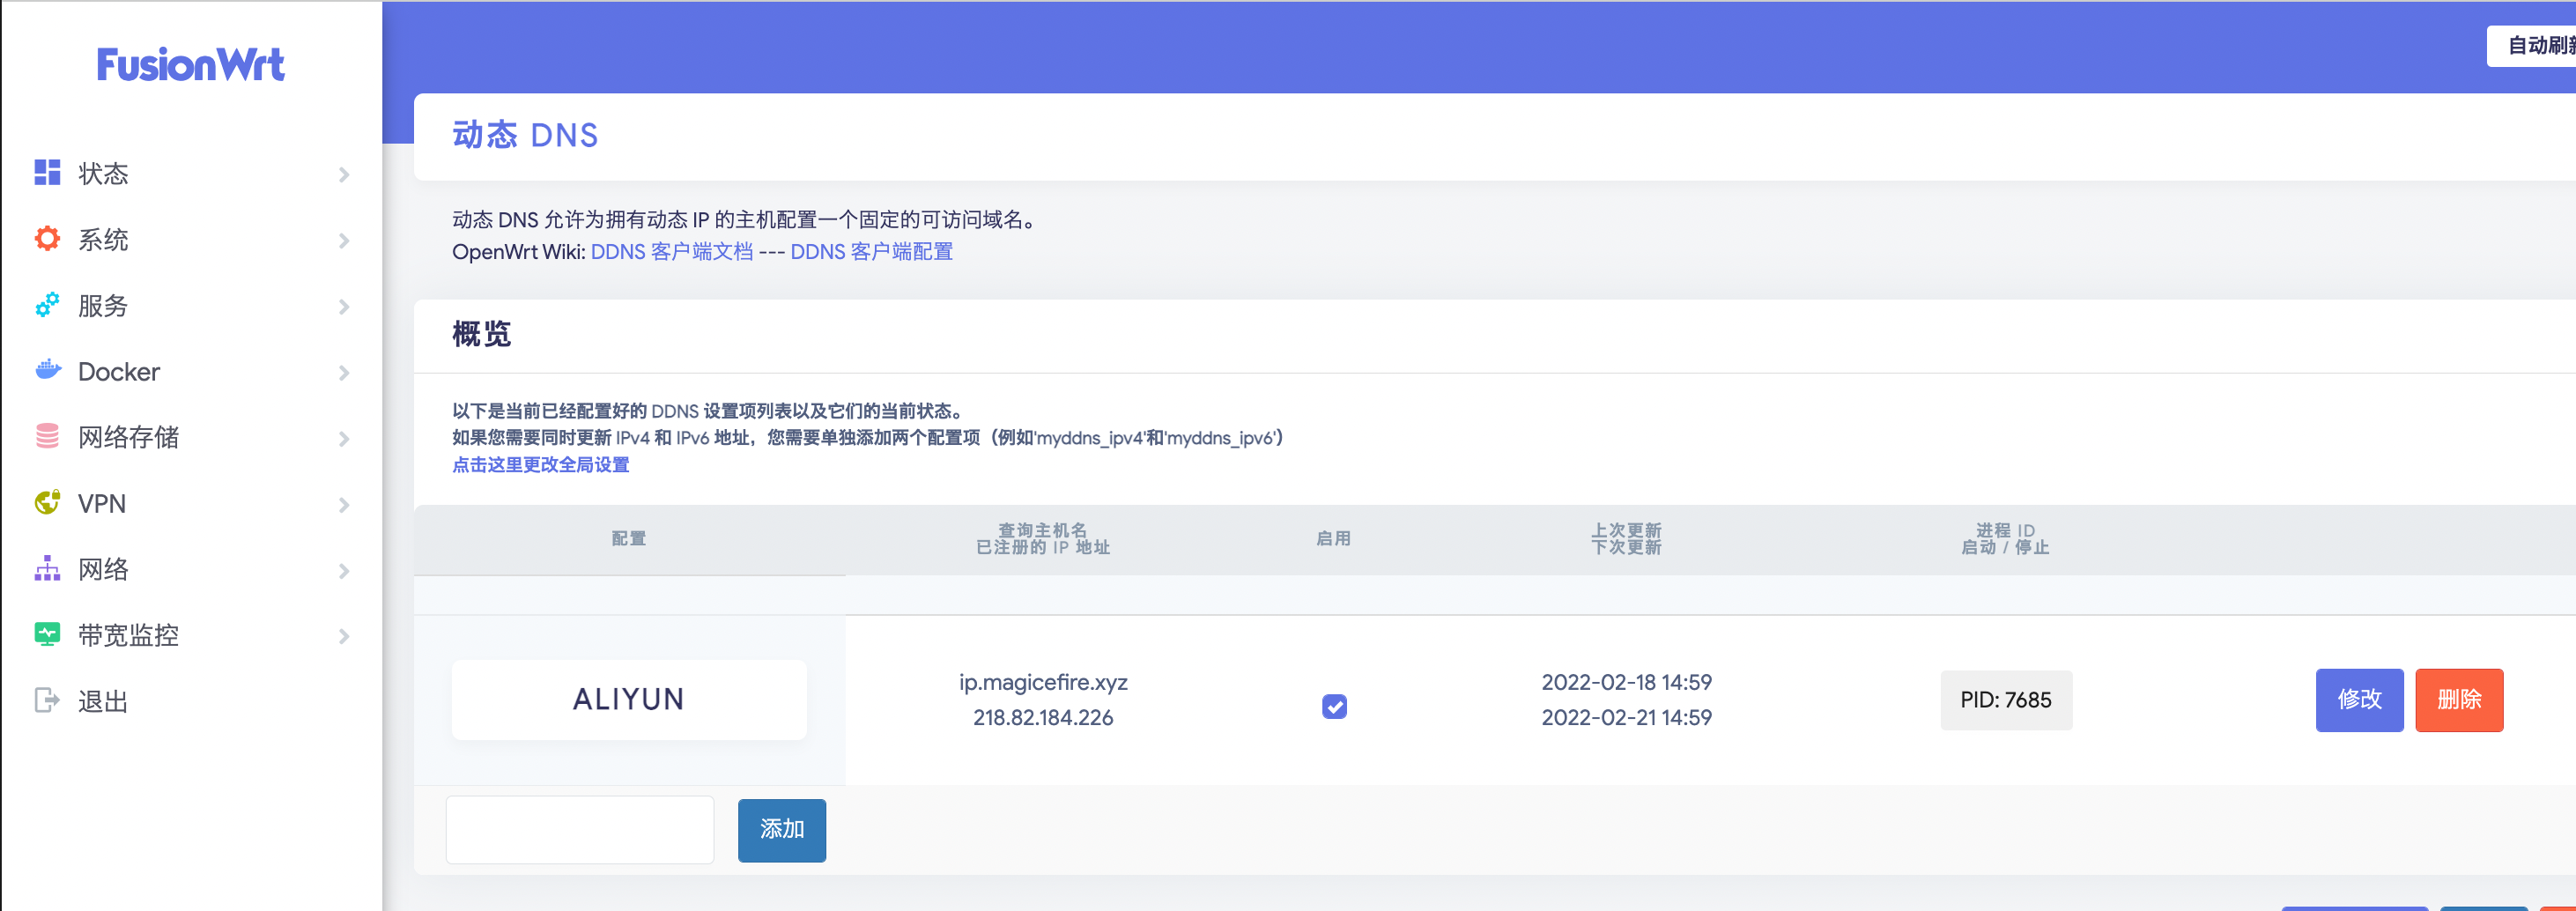 FusionWrt
状态
系统
服务
Docker
网络存储
VPN
网络
带宽监控
退出
自动刷新
动态 DNS
动态 DNS 允许为拥有动态 IP 的主机配置一个固定的可访问域名。
OpenWrt Wiki: DDNS 客户端文档 --- DDNS 客户端配置
概览
以下是当前已经配置好的 DDNS 设置项列表以及它们的当前状态。
如果您需要同时更新 IPv4 和 IPv6 地址，您需要单独添加两个配置项（例如'myddns_ipv4'和'myddns_ipv6'）
点击这里更改全局设置
配置
查询主机名
已注册的 IP 地址
启用
上次更新
下次更新
进程 ID
启动 / 停止
ALIYUN
ip.magicefire.xyz
218.82.184.226
2022-02-18 14:59
2022-02-21 14:59
PID: 7685
修改
删除
添加